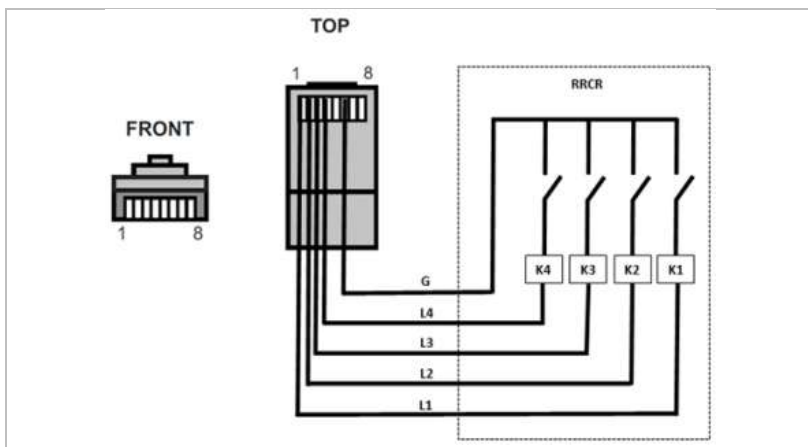 TOP
1 8
RRCR
FRONT
1 8
K4 K3 K2 K1
G
L4
L3
L2
L1